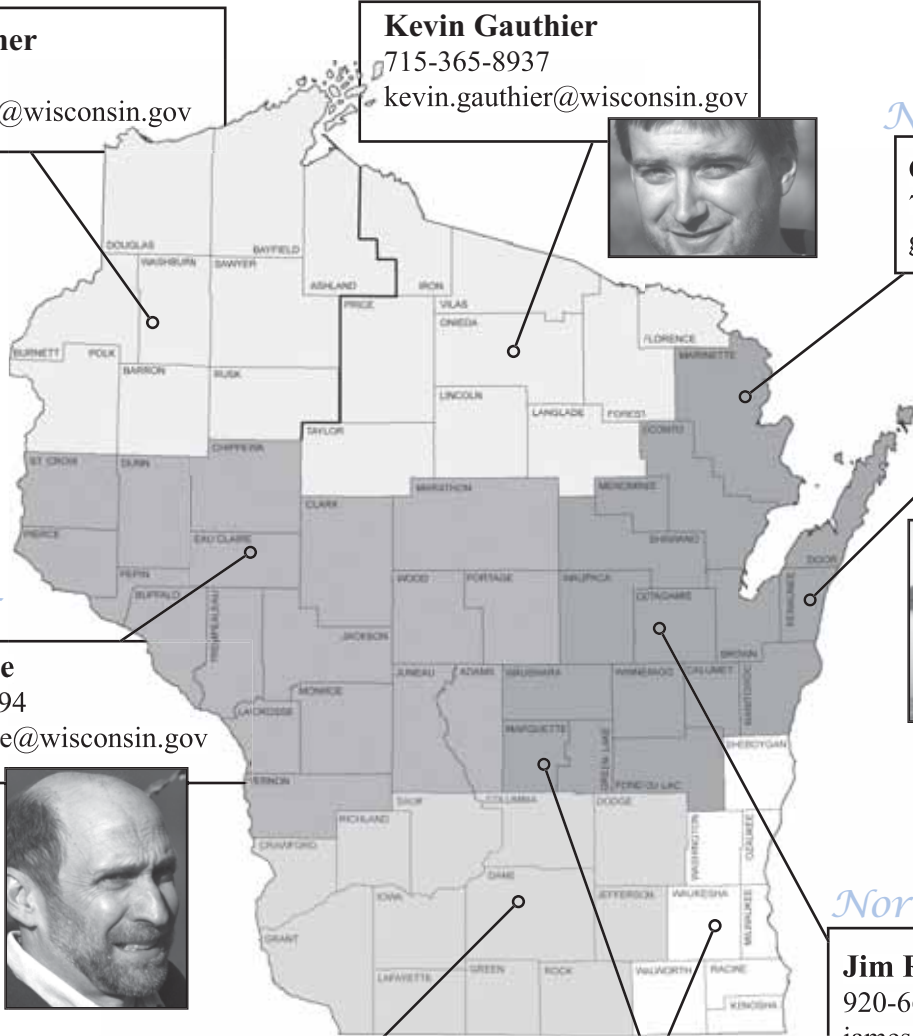 ner
@wisconsin.gov
Kevin Gauthier
715-365-8937
kevin.gauthier@wisconsin.gov
N
DOUGLAS
BAYFIELD
WASHBURN
SAWYER
ASHLAND
IRON
PRICE
VILAS
ONEIDA
FLORENCE
BURNETT
POLK
MARINETTE
BARRON
RUSK
LINCOLN
LANGLADE
FOREST
TAYLOR
OCONTO
CHIPPEWA
ST. CROIX
DUNN
MARATHON
MENOMINEE
CLARK
PIERCE
EAU CLAIRE
SHAWANO
DOOR
PEPIN
WOOD
PORTAGE
WAUPACA
BUFFALO
TREMPEALEAU
OUTAGAMIE
KEWAUNEE
JACKSON
BROWN
e
94
e@wisconsin.gov
JUNEAU
ADAMS
WAUSHARA
WINNEBAGO
CALUMET
MANITOWOC
MONROE
LACROSSE
MARQUETTE
GREEN LAKE
SHEBOYGAN
VERNON
FOND DU LAC
SAUK
COLUMBIA
DODGE
RICHLAND
WASHINGTON
OZAUKEE
CRAWFORD
DANE
IOWA
JEFFERSON
WAUKESHA
MILWAUKEE
GRANT
LAFAYETTE
GREEN
ROCK
WALWORTH
RACINE
KENOSHA
Nor
Jim
920-6